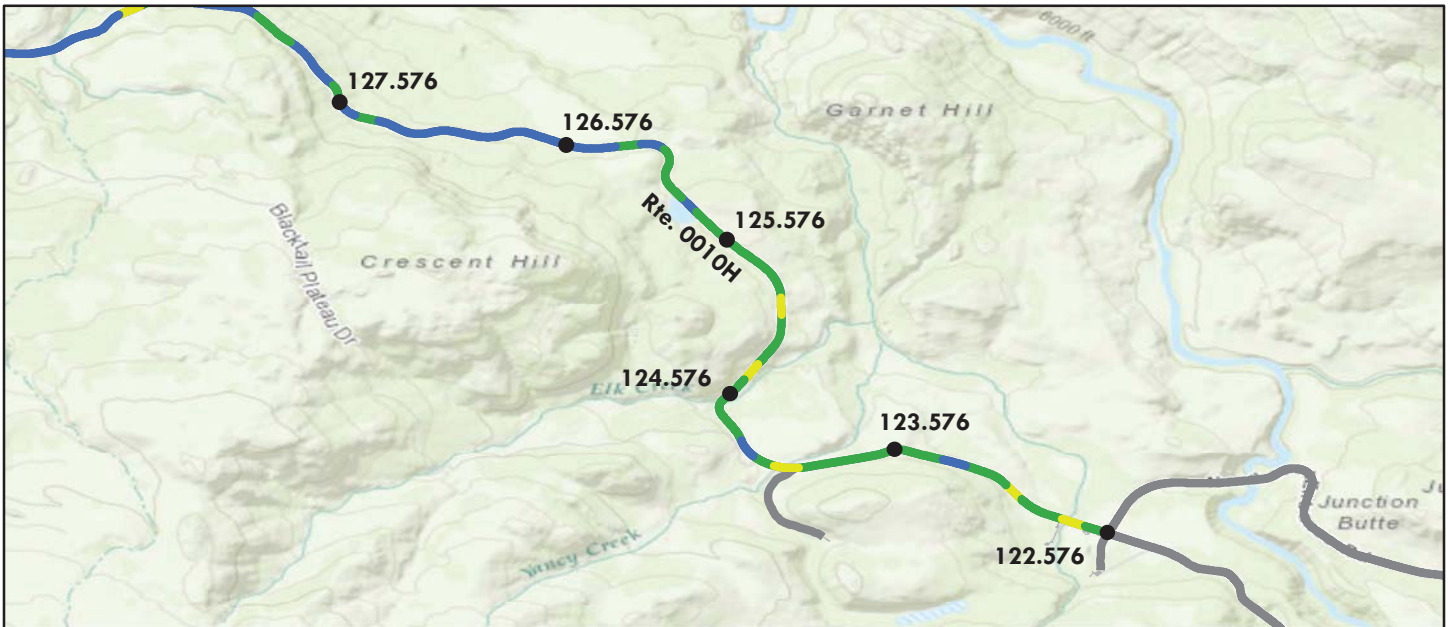 6000 ft
127.576
126.576
Garnet Hill
Rte. 0010H
125.576
Blacktail Plateau Dr
Crescent Hill
124.576
Elk Creek
123.576
Junction
Butte
122.576
Yancy Creek